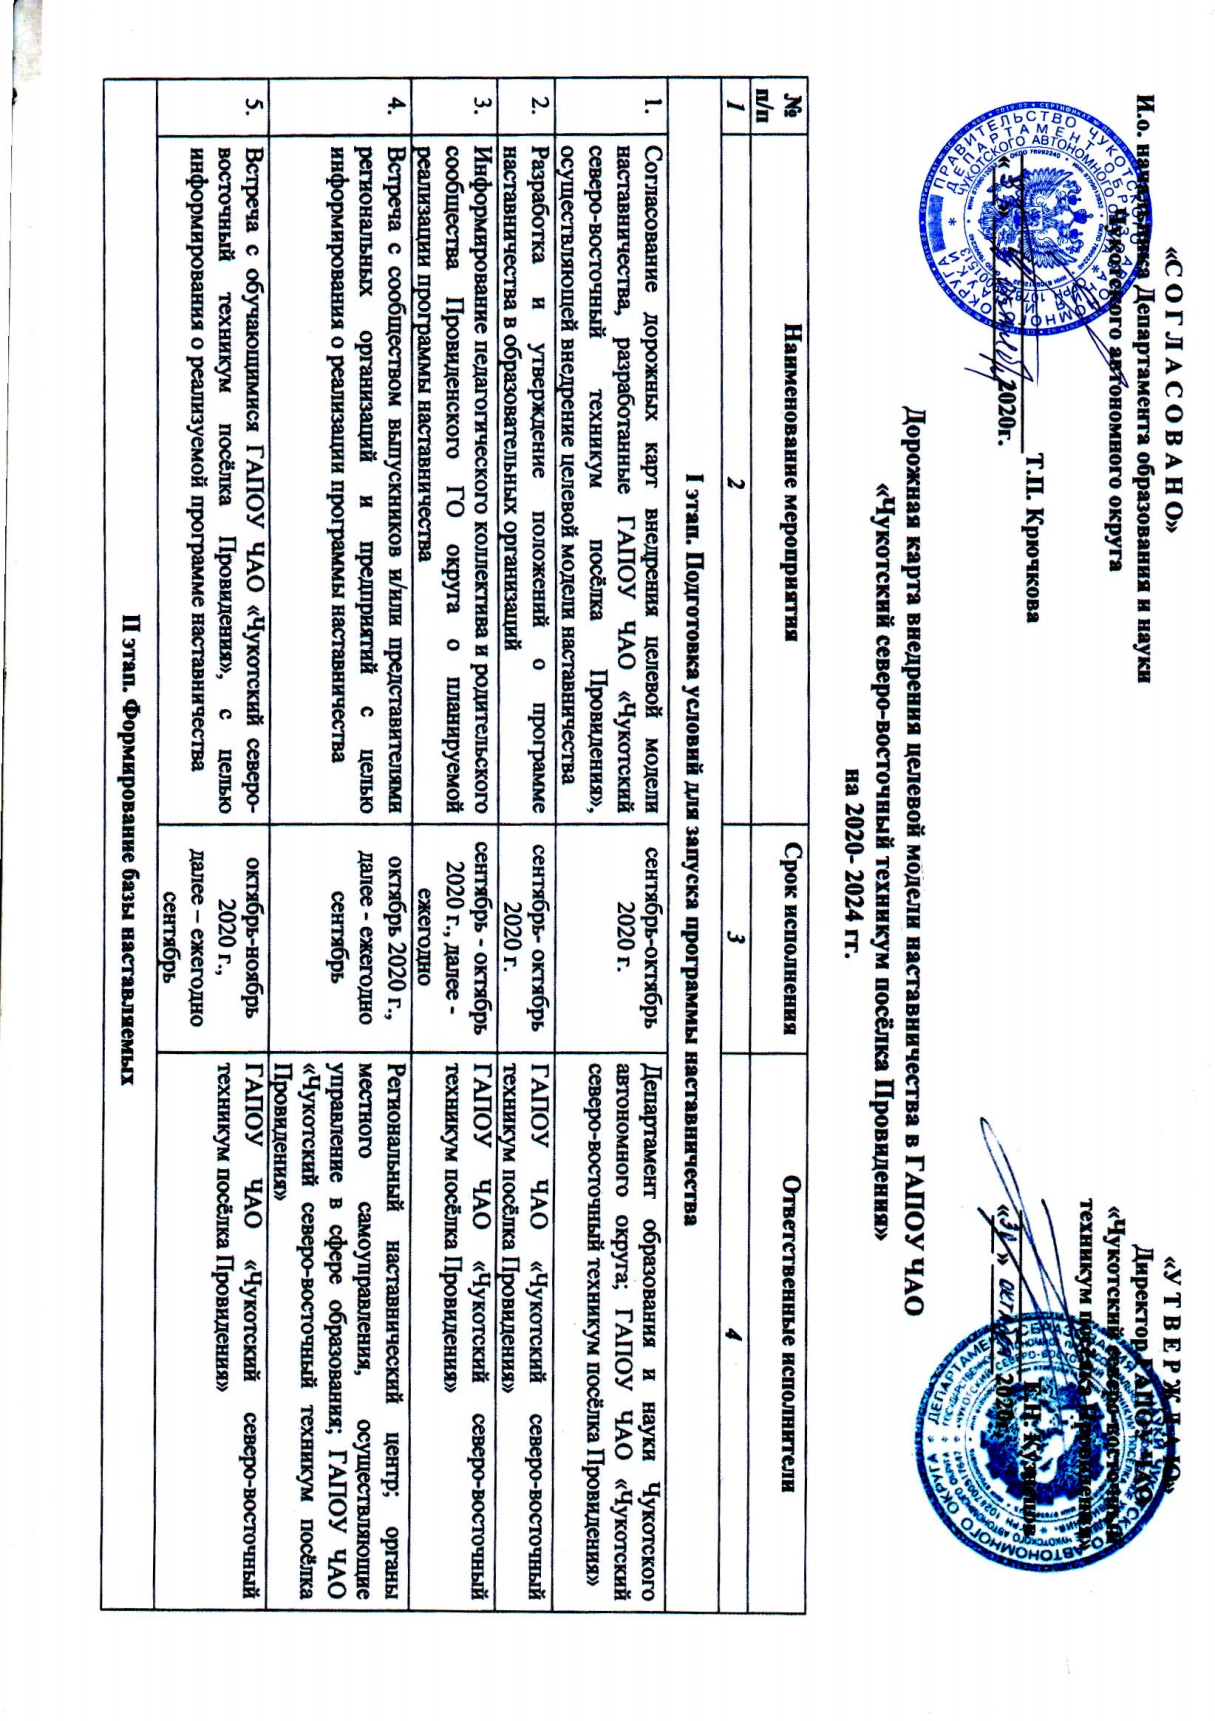 «С О Г Л А С О В А Н О»
И.о. начальника Департамента образования и науки
Чукотского автономного округа
Т.П. Крючкова
2020г.
«У Т В Е Р Ж Д А Ю»
Директор ГАПОУ ЧАО
«Чукотский северо-восточный
техникум посёлка Провидения»
2020г.
Дорожная карта внедрения целевой модели наставничества в ГАПОУ ЧАО
«Чукотский северо-восточный техникум посёлка Провидения»
на 2020- 2024 гг.
№
п/п
Наименование мероприятия
Срок исполнения
Ответственные исполнители
1
2
3
4
I этап. Подготовка условий для запуска программы наставничества
1.
Согласование дорожных карт внедрения целевой модели
наставничества, разработанные ГАПОУ ЧАО «Чукотский
северо-восточный техникум посёлка Провидения»,
осуществляющей внедрение целевой модели наставничества
сентябрь-октябрь
2020 г.
Департамент образования и науки Чукотского
автономного округа; ГАПОУ ЧАО «Чукотский
северо-восточный техникум посёлка Провидения»
2.
Разработка и утверждение положений о программе
наставничества в образовательных организаций
сентябрь- октябрь
2020 г.
ГАПОУ ЧАО «Чукотский северо-восточный
техникум посёлка Провидения»
3.
Информирование педагогического коллектива и родительского
сообщества Провиденского ГО округа о планируемой
реализации программы наставничества
сентябрь - октябрь
2020 г., далее -
ежегодно
ГАПОУ ЧАО «Чукотский северо-восточный
техникум посёлка Провидения»
4.
Встреча с сообществом выпускников и/или представителями
региональных организаций и предприятий с целью
информирования о реализации программы наставничества
октябрь 2020 г.,
далее - ежегодно
сентябрь
Региональный наставнический центр; органы
местного самоуправления, осуществляющие
управление в сфере образования; ГАПОУ ЧАО
«Чукотский северо-восточный техникум посёлка
Провидения»
5.
Встреча с обучающимися ГАПОУ ЧАО «Чукотский северо-
восточный техникум посёлка Провидения», с целью
информирования о реализуемой программе наставничества
октябрь-ноябрь
2020 г.,
далее – ежегодно
сентябрь
ГАПОУ ЧАО «Чукотский северо-восточный
техникум посёлка Провидения»
II этап. Формирование базы наставляемых